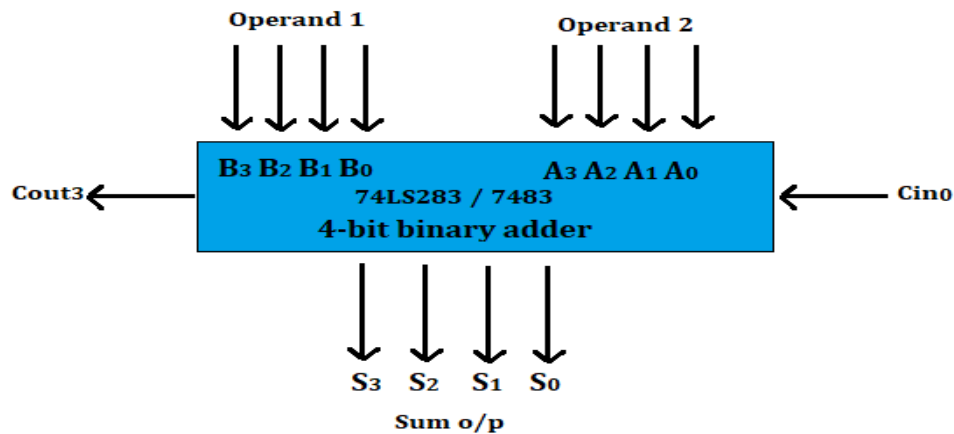 Operand 1
Operand 2
B3 B2 B1 B0
A3 A2 A1 A0
Cout3
74LS283 / 7483
Cin0
4-bit binary adder
S3 S2 S1 S0
Sum o/p